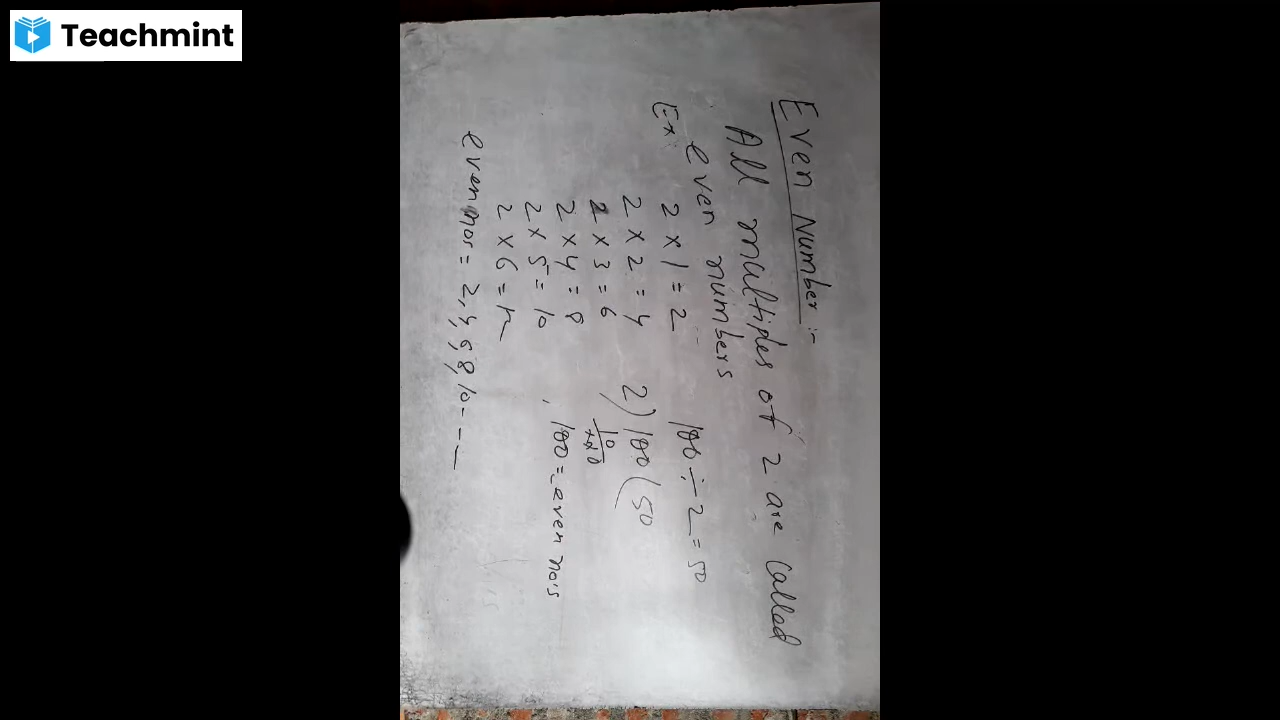 Teachmint
Even Number :-
All multiples of 2 are called
even numbers
Ex: 2 x 1 = 2
2 x 2 = 4
2 x 3 = 6
2 x 4 = 8
2 x 5 = 10
2 x 6 = 12
even nos = 2, 4, 6, 8, 10 - - —
100 ÷ 2 = 50
2) 100 (50
10
xx0
100 = even no's